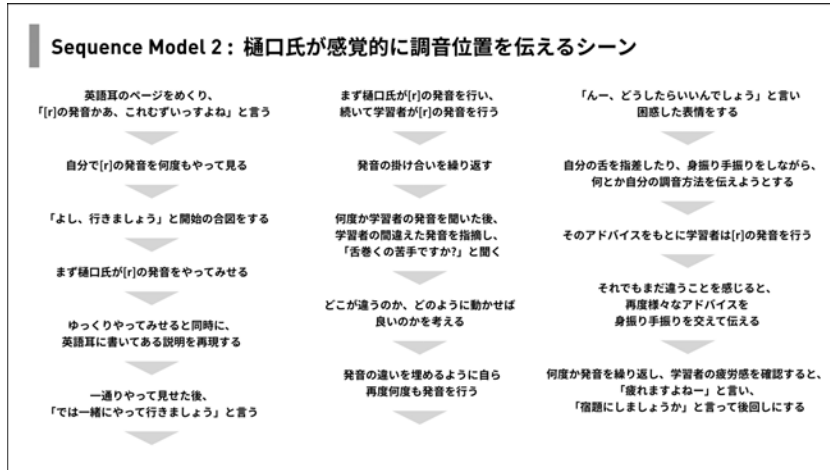 Sequence Model 2 : 樋口氏が感覚的に調音位置を伝えるシーン
英語耳のページをめくり、
「[r]の発音かあ、これむずいっすよね」と言う
自分で[r]の発音を何度もやって見る
「よし、行きましょう」と開始の合図をする
まず樋口氏が[r]の発音をやってみせる
ゆっくりやってみせると同時に、
英語耳に書いてある説明を再現する
一通りやって見せた後、
「では一緒にやって行きましょう」と言う
まず樋口氏が[r]の発音を行い、
続いて学習者が[r]の発音を行う
発音の掛け合いを繰り返す
何度か学習者の発音を聞いた後、
学習者の間違えた発音を指摘し、
「舌巻くの苦手ですか?」と聞く
どこが違うのか、どのように動かせば
良いのかを考える
発音の違いを埋めるように自ら
再度何度も発音を行う
「んー、どうしたらいいんでしょう」と言い
困惑した表情をする
自分の舌を指差したり、身振り手振りをしながら、
何とか自分の調音方法を伝えようとする
そのアドバイスをもとに学習者は[r]の発音を行う
それでもまだ違うことを感じると、
再度様々なアドバイスを
身振り手振りを交えて伝える
何度か発音を繰り返し、学習者の疲労感を確認すると、
「疲れますよねー」と言い、
「宿題にしましょうか」と言って後回しにする